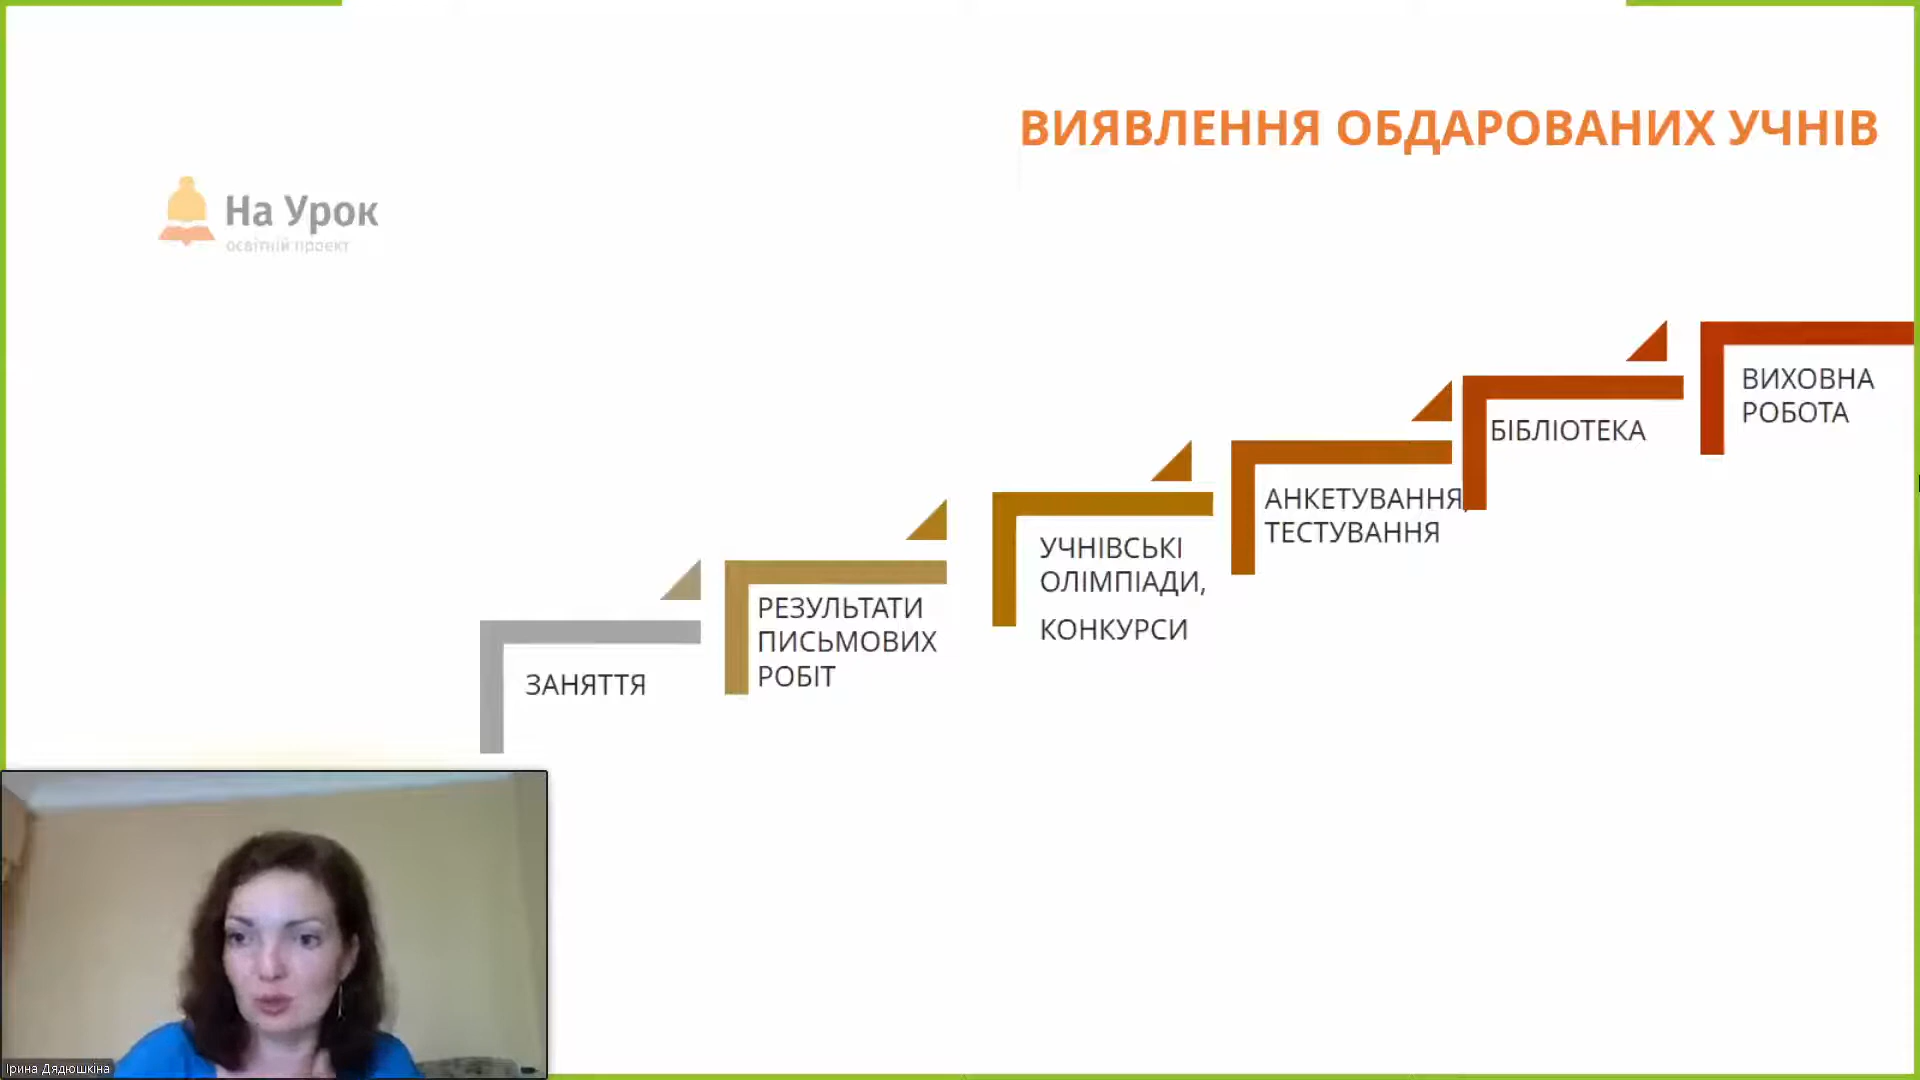 ВИЯВЛЕННЯ ОБДАРОВАНИХ УЧНІВ
На Урок
освітній проект
ЗАНЯТТЯ
РЕЗУЛЬТАТИ
ПИСЬМОВИХ
РОБІТ
УЧНІВСЬКІ
ОЛІМПІАДИ,
КОНКУРСИ
АНКЕТУВАННЯ,
ТЕСТУВАННЯ
БІБЛІОТЕКА
ВИХОВНА
РОБОТА
Ірина Дядюшкіна